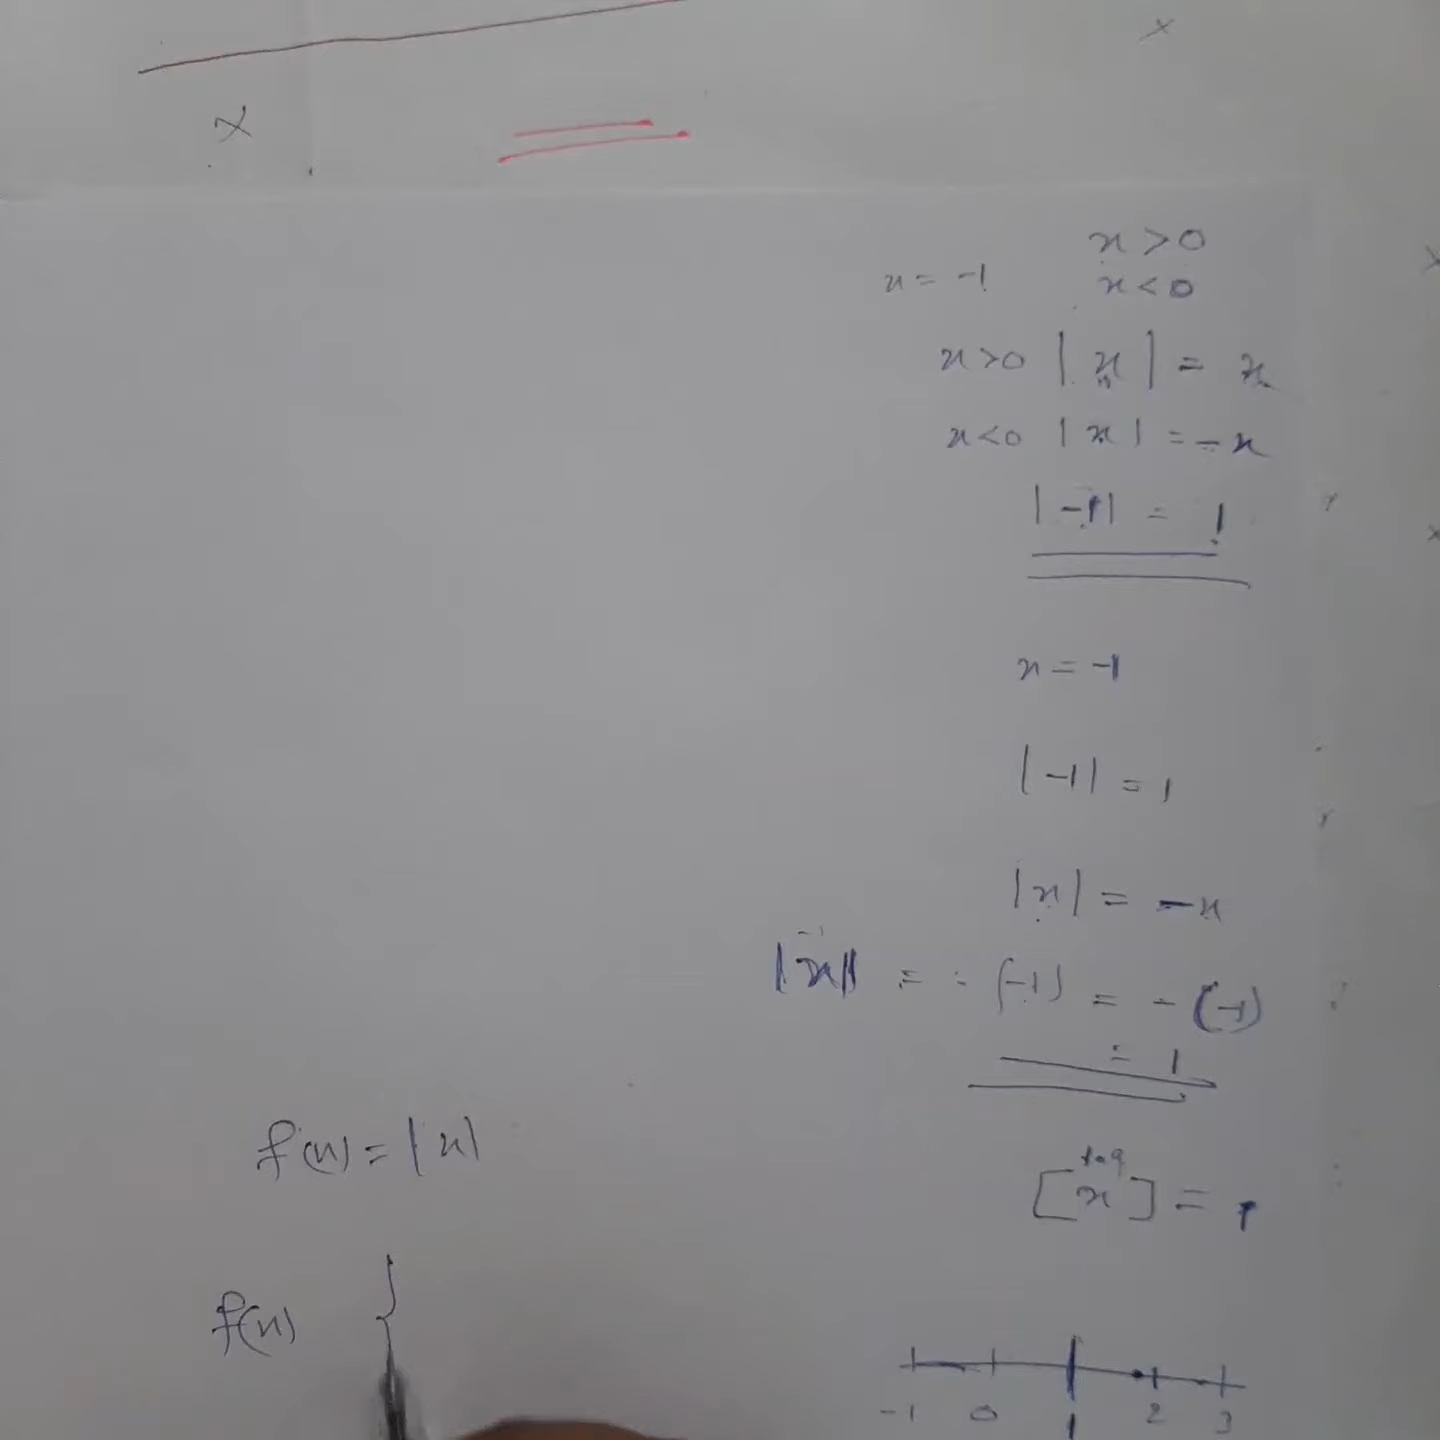 x
x
x > 0
x = -1 x < 0
x > 0 | x | = x
x < 0 | x | = - x
| -1 | = 1
x = -1
| -1 | = 1
| x | = - x
-1
| x | = - (-1) = - (-1)
= 1
f(x) = | x |
1.9
[ x ] = 1
f(x) {
-1 0 1 2 3